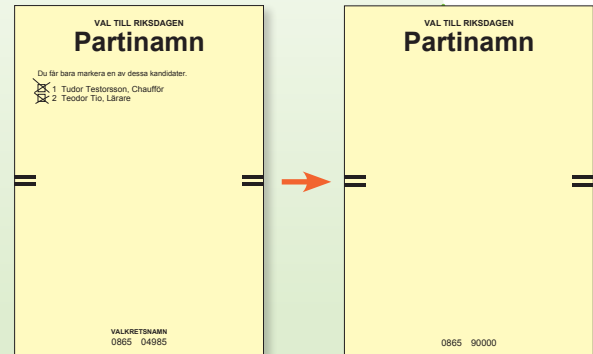 VAL TILL RIKSDAGEN
Partinamn
Du får bara markera en av dessa kandidater.
1 Tudor Testorsson, Chaufför
2 Teodor Tio, Lärare
VALKRETSNAMN
0865 04985
VAL TILL RIKSDAGEN
Partinamn
0865 90000